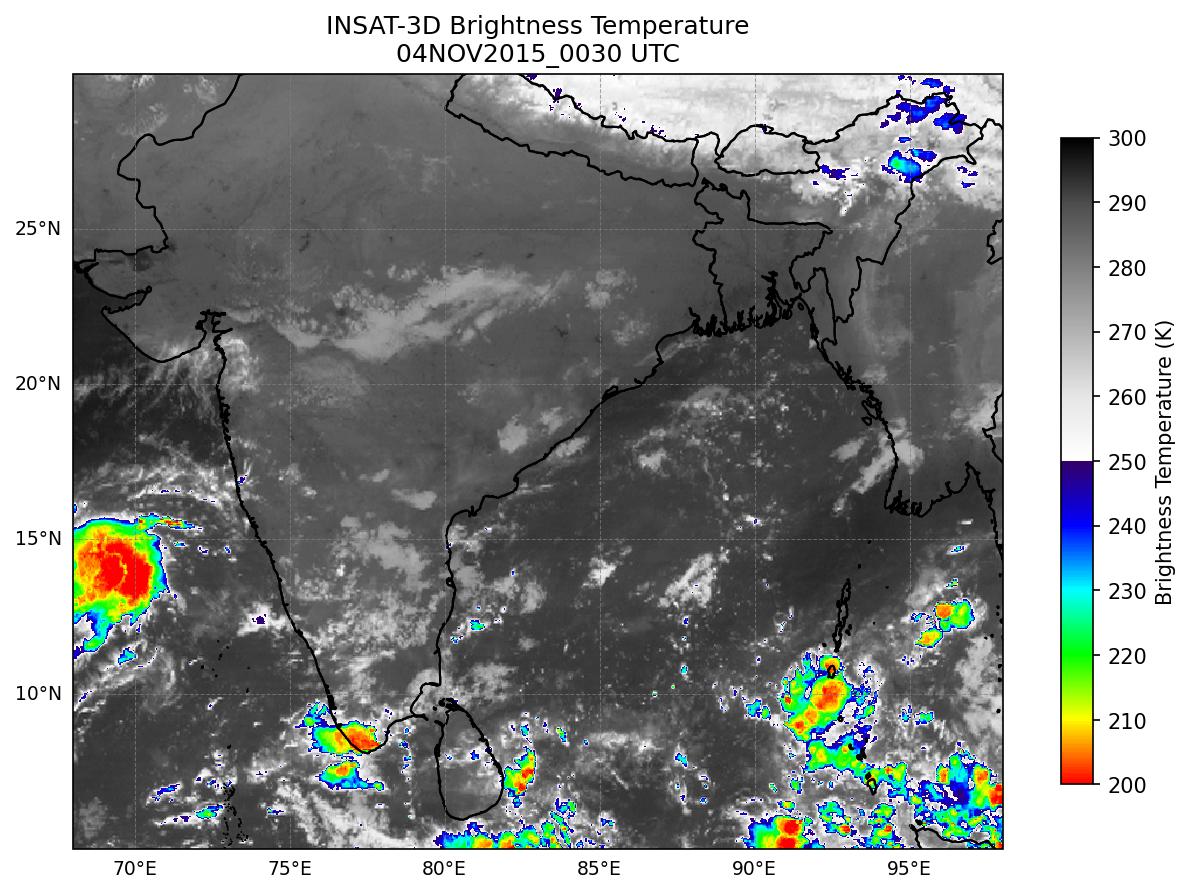 INSAT-3D Brightness Temperature
04NOV2015_0030 UTC
25°N
20°N
15°N
10°N
70°E
75°E
80°E
85°E
90°E
95°E
300
290
280
270
260
250
240
230
220
210
200
Brightness Temperature (K)